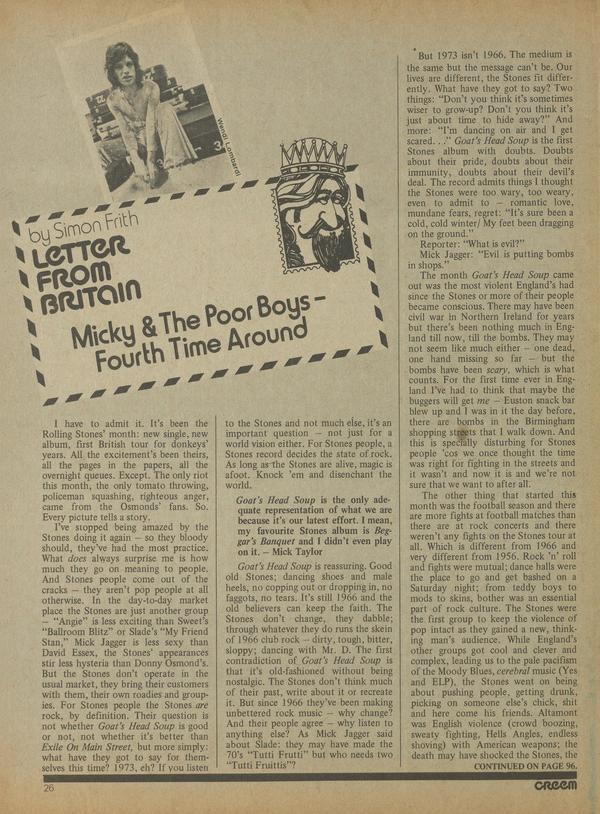 Wendi Lombardi
by Simon Frith
LETTER
FROM
BRITAIN
Micky & The Poor Boys –
Fourth Time Around
I have to admit it. It's been the
Rolling Stones' month: new single, new
album, first British tour for donkeys'
years. All the excitement's been theirs,
all the pages in the papers, all the
overnight queues. Except. The only riot
this month, the only tomato throwing,
policeman squashing, righteous anger,
came from the Osmonds' fans. So.
Every picture tells a story.
I've stopped being amazed by the
Stones doing it again – so they bloody
should, they've had the most practice.
What does always surprise me is how
much they go on meaning to people.
And Stones people come out of the
cracks – they aren't pop people at all
otherwise. In the day-to-day market
place the Stones are just another group
– "Angie" is less exciting than Sweet's
"Ballroom Blitz" or Slade's "My Friend
Stan," Mick Jagger is less sexy than
David Essex, the Stones' appearances
stir less hysteria than Donny Osmond's.
But the Stones don't operate in the
usual market, they bring their customers
with them, their own roadies and group-
ies. For Stones people the Stones are
rock, by definition. Their question is
not whether Goat's Head Soup is good
or not, not whether it's better than
Exile On Main Street, but more simply:
what have they got to say for them-
selves this time? 1973, eh? If you listen
to the Stones and not much else, it's an
important question – not just for a
world vision either. For Stones people, a
Stones record decides the state of rock.
As long as the Stones are alive, magic is
afoot. Knock 'em and disenchant the
world.
Goat's Head Soup is the only ade-
quate representation of what we are
because it's our latest effort. I mean,
my favourite Stones album is Beg-
gar's Banquet and I didn't even play
on it. – Mick Taylor
Goat's Head Soup is reassuring. Good
old Stones; dancing shoes and male
heels, no copping out or dropping in, no
faggots, no tears. It's still 1966 and the
old believers can keep the faith. The
Stones don't change, they dabble;
through whatever they do runs the skein
of 1966 club rock – dirty, tough, bitter,
sloppy; dancing with Mr. D. The first
contradiction of Goat's Head Soup is
that it's old-fashioned without being
nostalgic. The Stones don't think much
of their past, write about it or recreate
it. But since 1966 they've been making
unbettered rock music – why change?
And their people agree – why listen to
anything else? As Mick Jagger said
about Slade: they may have made the
70's "Tutti Frutti" but who needs two
"Tutti Fruittis"?
But 1973 isn't 1966. The medium is
the same but the message can't be. Our
lives are different, the Stones fit differ-
ently. What have they got to say? Two
things: "Don't you think it's sometimes
wiser to grow-up? Don't you think it's
just about time to hide away?" And
more: "I'm dancing on air and I get
scared. . ." Goat's Head Soup is the first
Stones album with doubts. Doubts
about their pride, doubts about their
immunity, doubts about their devil's
deal. The record admits things I thought
the Stones were too wary, too weary,
even to admit to – romantic love,
mundane fears, regret: "It's sure been a
cold, cold winter/ My feet been dragging
on the ground."
Reporter: "What is evil?"
Mick Jagger: "Evil is putting bombs
in shops."
The month Goat's Head Soup came
out was the most violent England's had
since the Stones or more of their people
became conscious. There may have been
civil war in Northern Ireland for years
but there's been nothing much in Eng-
land till now, till the bombs. They may
not seem like much either – one dead,
one hand missing so far – but the
bombs have been scary, which is what
counts. For the first time ever in Eng-
land I've had to think that maybe the
buggers will get me – Euston snack bar
blew up and I was in it the day before,
there are bombs in the Birmingham
shopping streets that I walk down. And
this is specially disturbing for Stones
people 'cos we once thought the time
was right for fighting in the streets and
it wasn't and now it is and we're not
sure that we want to after all.
The other thing that started this
month was the football season and there
are more fights at football matches than
there are at rock concerts and there
weren't any fights on the Stones tour at
all. Which is different from 1966 and
very different from 1956. Rock 'n' roll
and fights were mutual; dance halls were
the place to go and get bashed on a
Saturday night; from teddy boys to
mods to skins, bother was an essential
part of rock culture. The Stones were
the first group to keep the violence of
pop intact as they gained a new, think-
ing man's audience. While England's
other groups got cool and clever and
complex, leading us to the pale pacifism
of the Moody Blues, cerebral music (Yes
and ELP), the Stones went on being
about pushing people, getting drunk,
picking on someone else's chick, shit
and here come his friends. Altamont
was English violence (crowd boozing,
sweaty fighting, Hells Angels, endless
shoving) with American weapons; the
death may have shocked the Stones, the
CONTINUED ON PAGE 96.
26
CREEM